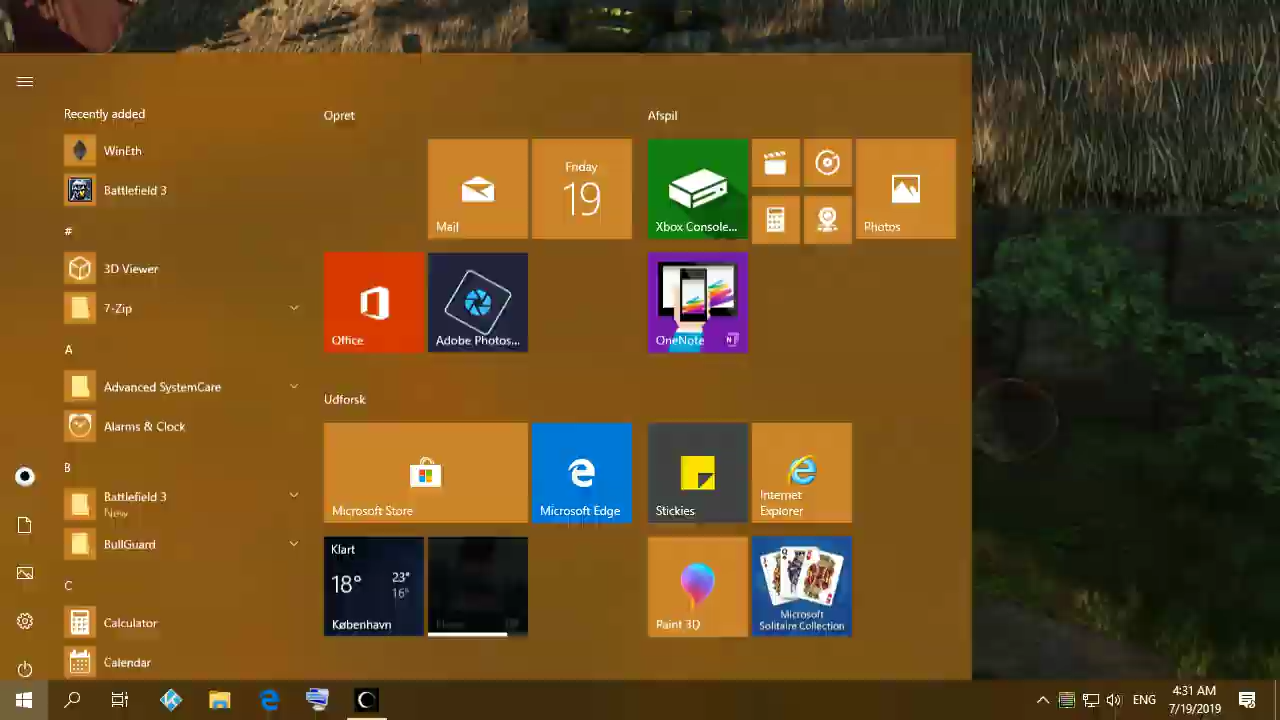 Recently added
WinEth
Battlefield 3
#
3D Viewer
7-Zip
A
Advanced SystemCare
Alarms & Clock
B
Battlefield 3
New
BullGuard
C
Calculator
Calendar
Opret
Mail
Friday
19
Office
Adobe Photos...
Udforsk
Microsoft Store
Microsoft Edge
Klart
18°
23°
16°
København
Afspil
Xbox Console...
Photos
OneNote
Stickies
Internet
Explorer
Paint 3D
Microsoft
Solitaire Collection
ENG
4:31 AM
7/19/2019